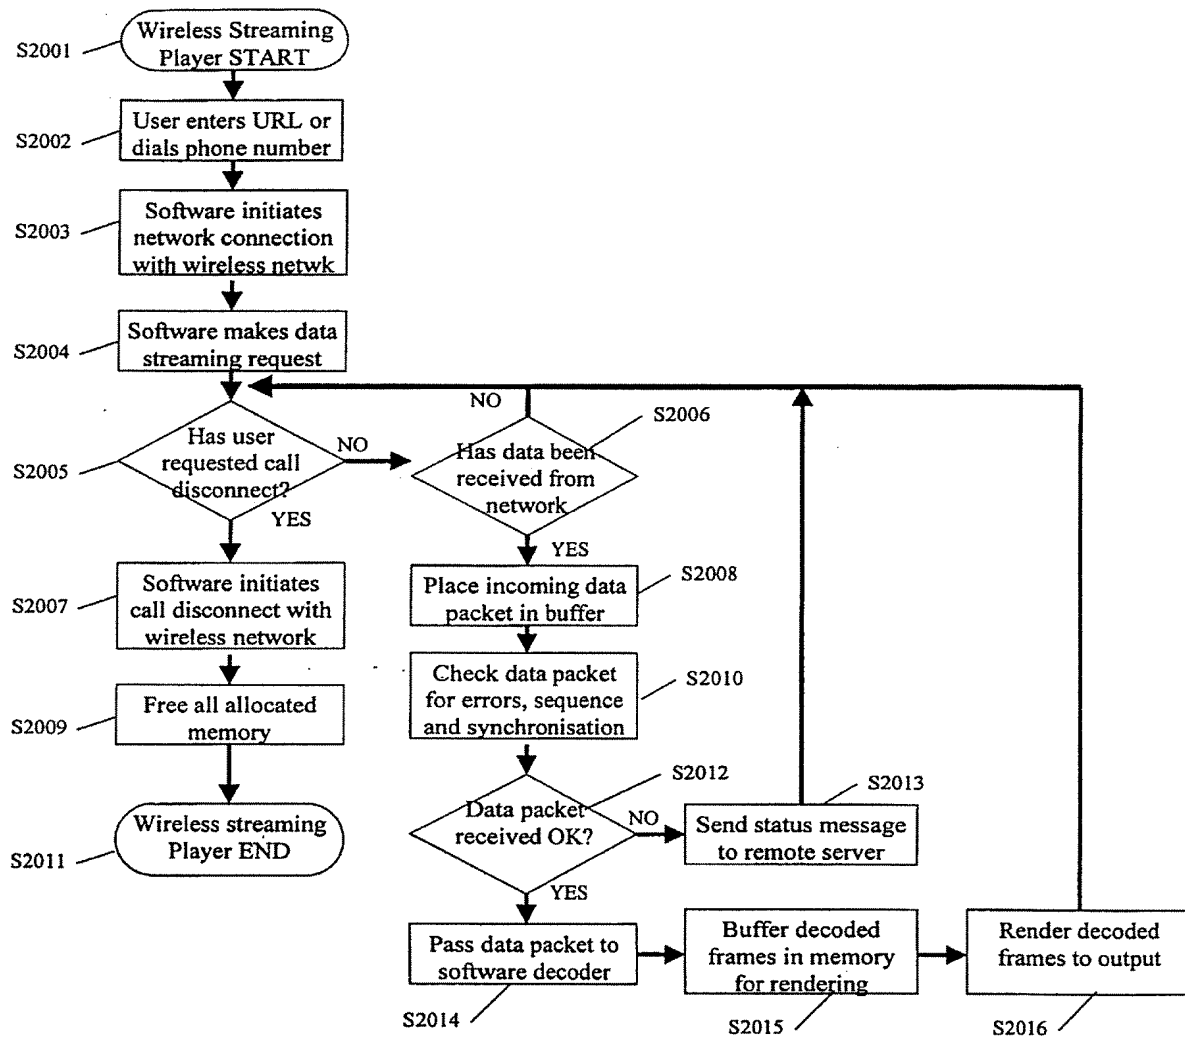 Wireless Streaming
Player START
S2001
User enters URL or
dials phone number
S2002
Software initiates
network connection
with wireless netwk
S2003
Software makes data
streaming request
S2004
Has user
requested call
disconnect?
S2005
NO
YES
NO
S2006
Has data been
received from
network
YES
Software initiates
call disconnect with
wireless network
S2007
Place incoming data
packet in buffer
S2008
Free all allocated
memory
S2009
Check data packet
for errors, sequence
and synchronisation
S2010
Wireless streaming
Player END
S2011
Data packet
received OK?
S2012
NO
YES
Send status message
to remote server
S2013
Pass data packet to
software decoder
S2014
Buffer decoded
frames in memory
for rendering
S2015
Render decoded
frames to output
S2016